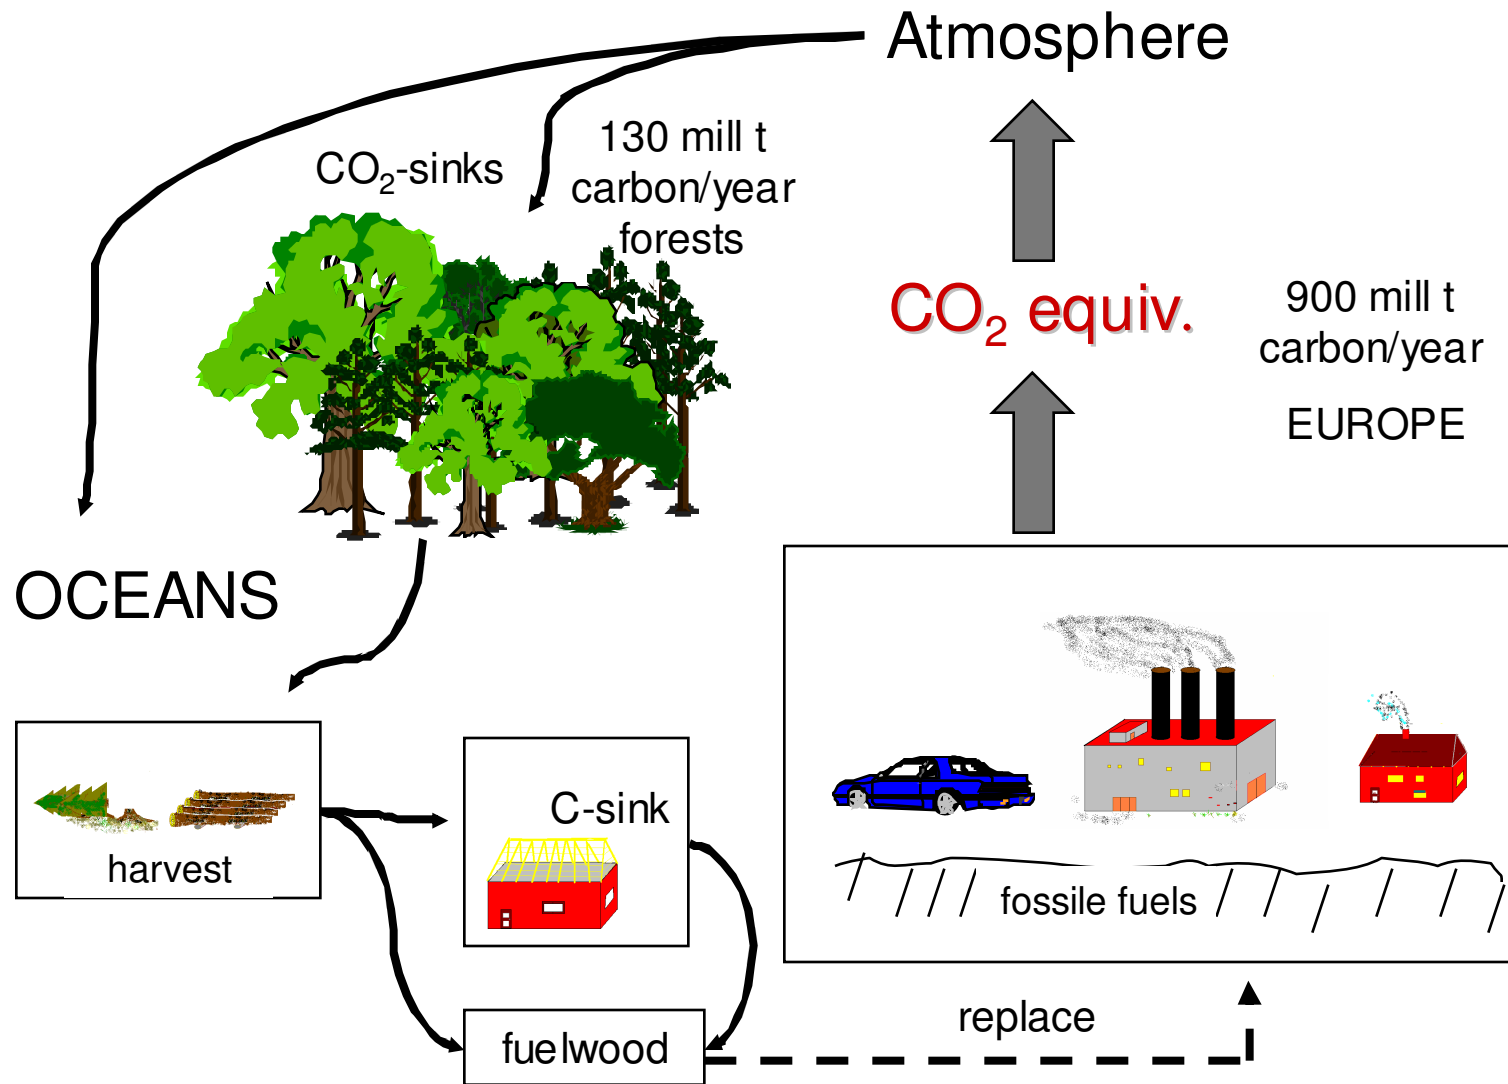 Atmosphere
130 mill t
carbon/year
forests
CO₂-sinks
CO₂ equiv.
900 mill t
carbon/year
EUROPE
OCEANS
harvest
C-sink
fuelwood
fossile fuels
replace